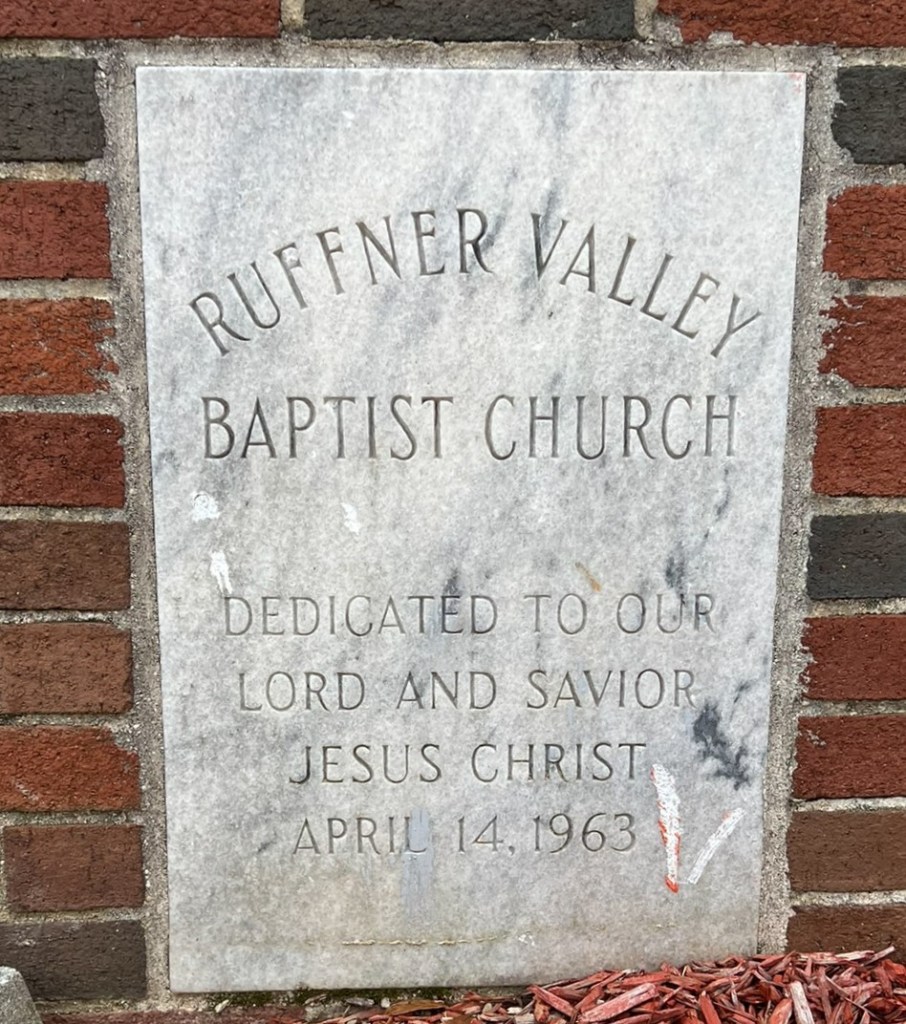 RUFFNER VALLEY
BAPTIST CHURCH
DEDICATED TO OUR
LORD AND SAVIOR
JESUS CHRIST
APRIL 14, 1963